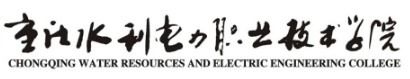 重庆水利电力职业技术学院
CHONGQING WATER RESOURCES AND ELECTRIC ENGINEERING COLLEGE